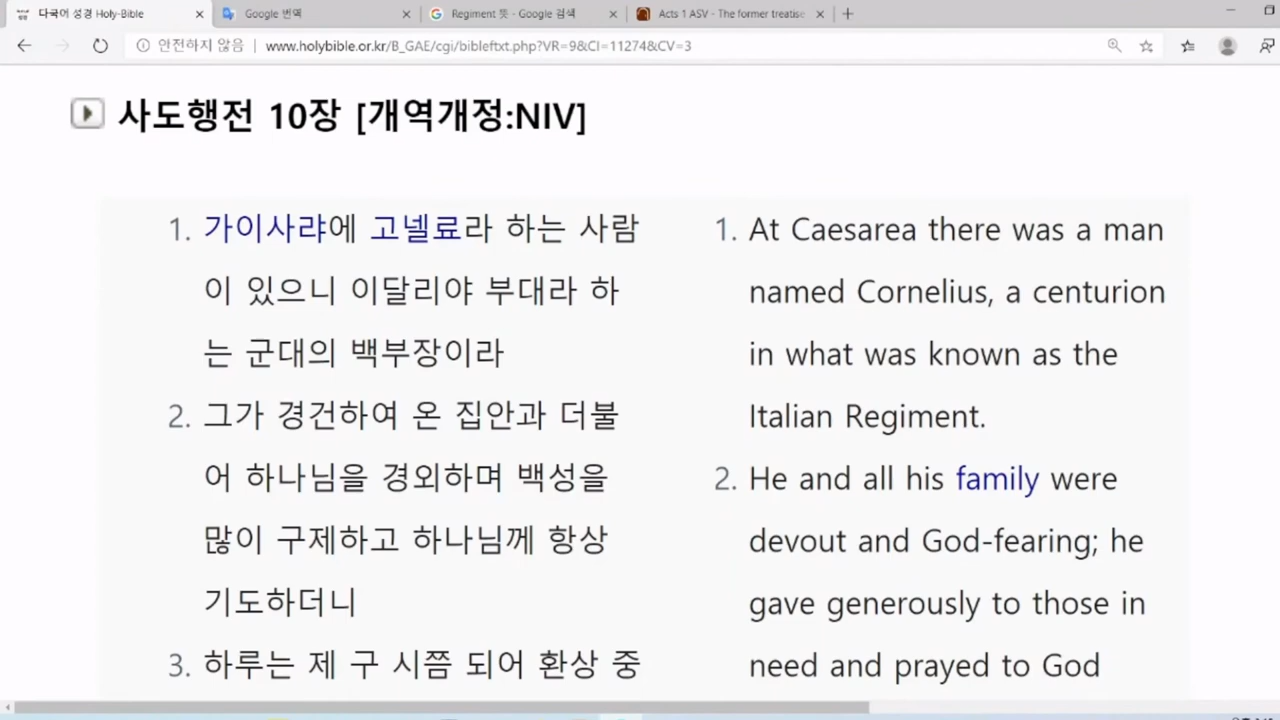 다국어 성경 Holy-Bible
Google 번역
Regiment 뜻 - Google 검색
Acts 1 ASV - The former treatise
안전하지 않음
www.holybible.or.kr/B_GAE/cgi/bibleftxt.php?VR=9&CI=11274&CV=3
사도행전 10장 [개역개정:NIV]
1. 가이사랴에 고넬료라 하는 사람
이 있으니 이달리야 부대라 하
는 군대의 백부장이라
2. 그가 경건하여 온 집안과 더불
어 하나님을 경외하며 백성을
많이 구제하고 하나님께 항상
기도하더니
3. 하루는 제 구 시쯤 되어 환상 중
1. At Caesarea there was a man
named Cornelius, a centurion
in what was known as the
Italian Regiment.
2. He and all his family were
devout and God-fearing; he
gave generously to those in
need and prayed to God